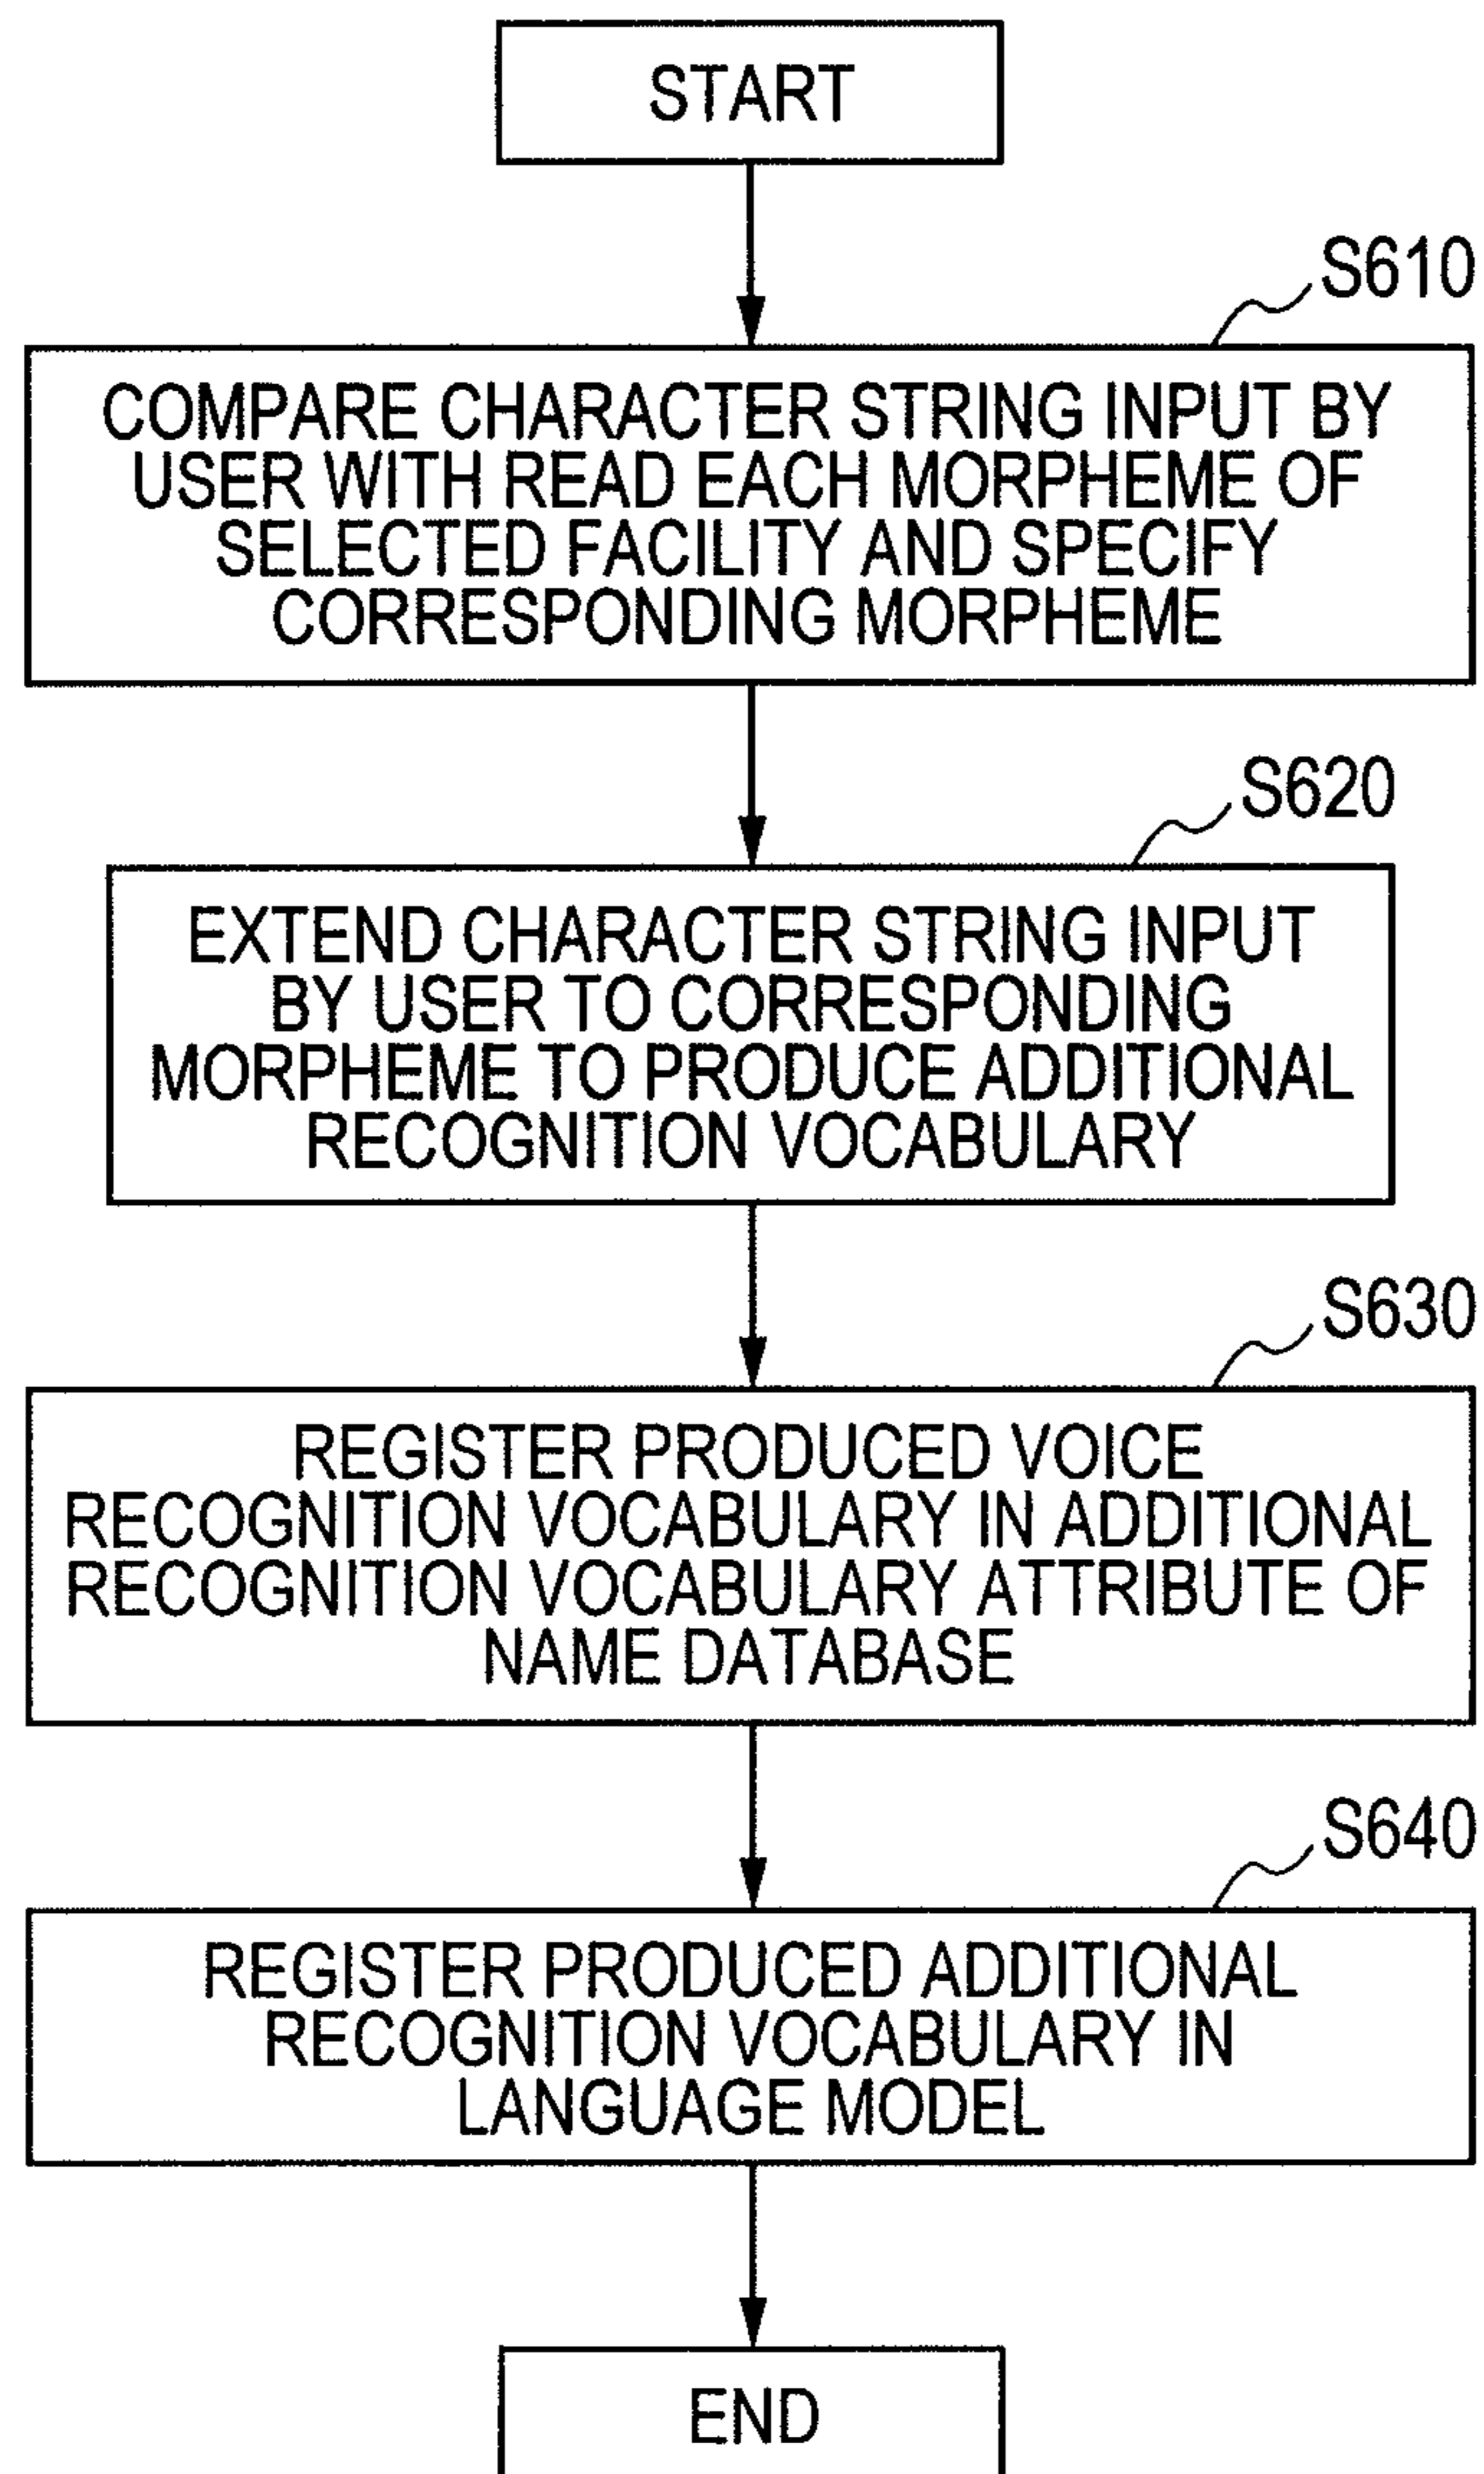 START
S610
COMPARE CHARACTER STRING INPUT BY
USER WITH READ EACH MORPHEME OF
SELECTED FACILITY AND SPECIFY
CORRESPONDING MORPHEME
S620
EXTEND CHARACTER STRING INPUT
BY USER TO CORRESPONDING
MORPHEME TO PRODUCE ADDITIONAL
RECOGNITION VOCABULARY
S630
REGISTER PRODUCED VOICE
RECOGNITION VOCABULARY IN ADDITIONAL
RECOGNITION VOCABULARY ATTRIBUTE OF
NAME DATABASE
S640
REGISTER PRODUCED ADDITIONAL
RECOGNITION VOCABULARY IN
LANGUAGE MODEL
END